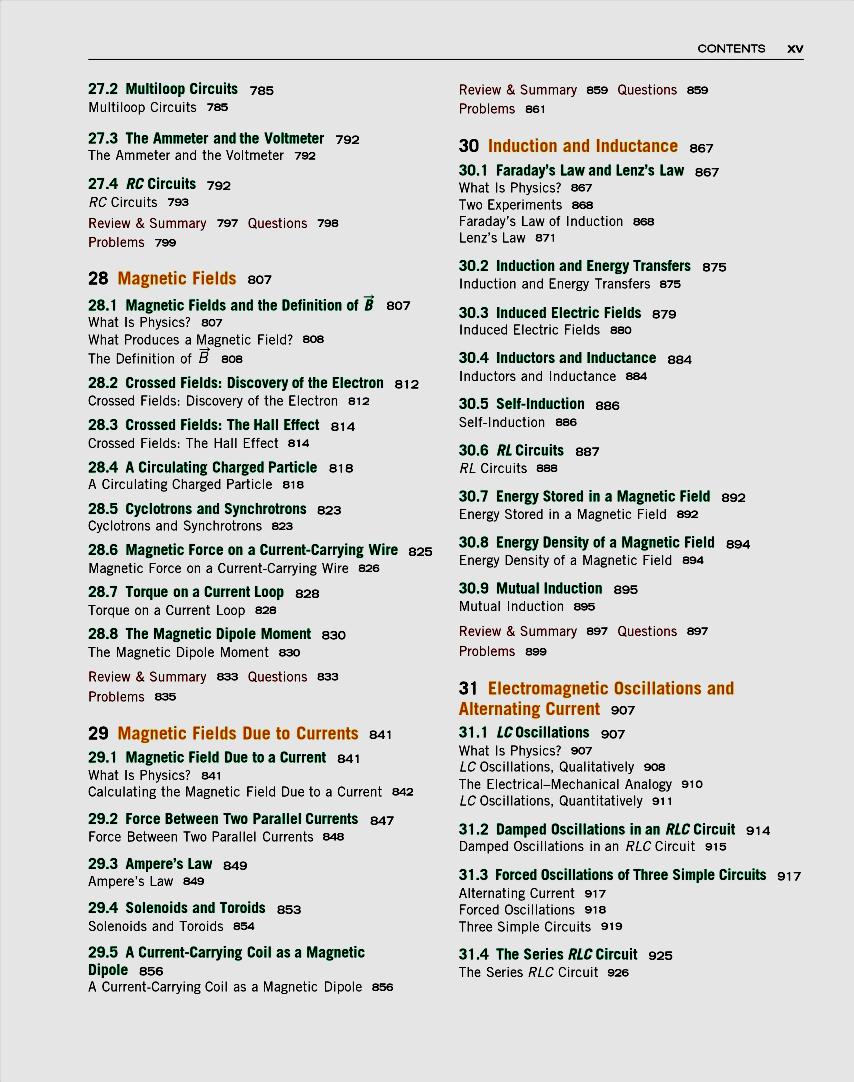 CONTENTS xv
27.2 Multiloop Circuits 785
Multiloop Circuits 785
27.3 The Ammeter and the Voltmeter 792
The Ammeter and the Voltmeter 792
27.4 RC Circuits 792
RC Circuits 793
Review & Summary 797 Questions 798
Problems 799
28 Magnetic Fields 807
28.1 Magnetic Fields and the Definition of B⃗ 807
What Is Physics? 807
What Produces a Magnetic Field? 808
The Definition of B⃗ 808
28.2 Crossed Fields: Discovery of the Electron 812
Crossed Fields: Discovery of the Electron 812
28.3 Crossed Fields: The Hall Effect 814
Crossed Fields: The Hall Effect 814
28.4 A Circulating Charged Particle 818
A Circulating Charged Particle 818
28.5 Cyclotrons and Synchrotrons 823
Cyclotrons and Synchrotrons 823
28.6 Magnetic Force on a Current-Carrying Wire 825
Magnetic Force on a Current-Carrying Wire 826
28.7 Torque on a Current Loop 828
Torque on a Current Loop 828
28.8 The Magnetic Dipole Moment 830
The Magnetic Dipole Moment 830
Review & Summary 833 Questions 833
Problems 835
29 Magnetic Fields Due to Currents 841
29.1 Magnetic Field Due to a Current 841
What Is Physics? 841
Calculating the Magnetic Field Due to a Current 842
29.2 Force Between Two Parallel Currents 847
Force Between Two Parallel Currents 848
29.3 Ampere's Law 849
Ampere's Law 849
29.4 Solenoids and Toroids 853
Solenoids and Toroids 854
29.5 A Current-Carrying Coil as a Magnetic
Dipole 856
A Current-Carrying Coil as a Magnetic Dipole 856
Review & Summary 859 Questions 859
Problems 861
30 Induction and Inductance 867
30.1 Faraday's Law and Lenz's Law 867
What Is Physics? 867
Two Experiments 868
Faraday's Law of Induction 868
Lenz's Law 871
30.2 Induction and Energy Transfers 875
Induction and Energy Transfers 875
30.3 Induced Electric Fields 879
Induced Electric Fields 880
30.4 Inductors and Inductance 884
Inductors and Inductance 884
30.5 Self-Induction 886
Self-Induction 886
30.6 RL Circuits 887
RL Circuits 888
30.7 Energy Stored in a Magnetic Field 892
Energy Stored in a Magnetic Field 892
30.8 Energy Density of a Magnetic Field 894
Energy Density of a Magnetic Field 894
30.9 Mutual Induction 895
Mutual Induction 895
Review & Summary 897 Questions 897
Problems 899
31 Electromagnetic Oscillations and
Alternating Current 907
31.1 LC Oscillations 907
What Is Physics? 907
LC Oscillations, Qualitatively 908
The Electrical–Mechanical Analogy 910
LC Oscillations, Quantitatively 911
31.2 Damped Oscillations in an RLC Circuit 914
Damped Oscillations in an RLC Circuit 915
31.3 Forced Oscillations of Three Simple Circuits 917
Alternating Current 917
Forced Oscillations 918
Three Simple Circuits 919
31.4 The Series RLC Circuit 925
The Series RLC Circuit 926